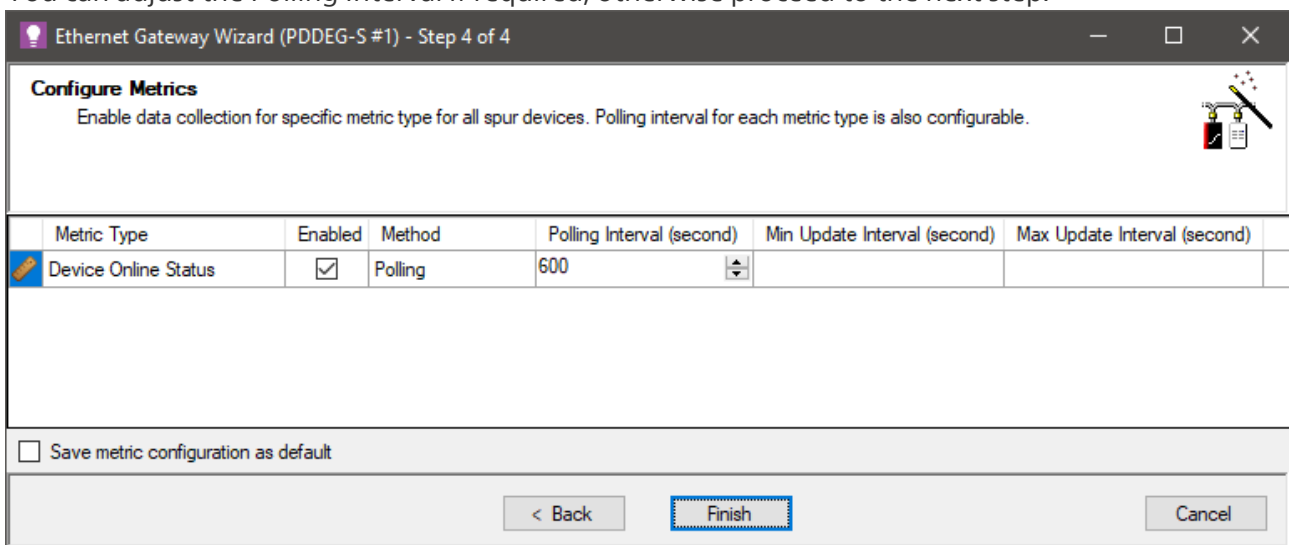 You can adjust the Polling Interval if required, otherwise proceed to the next step.
Ethernet Gateway Wizard (PDDEG-S #1) - Step 4 of 4
Configure Metrics
Enable data collection for specific metric type for all spur devices. Polling interval for each metric type is also configurable.
Metric Type Enabled Method Polling Interval (second) Min Update Interval (second) Max Update Interval (second)
Device Online Status Polling 600
Save metric configuration as default
< Back Finish Cancel